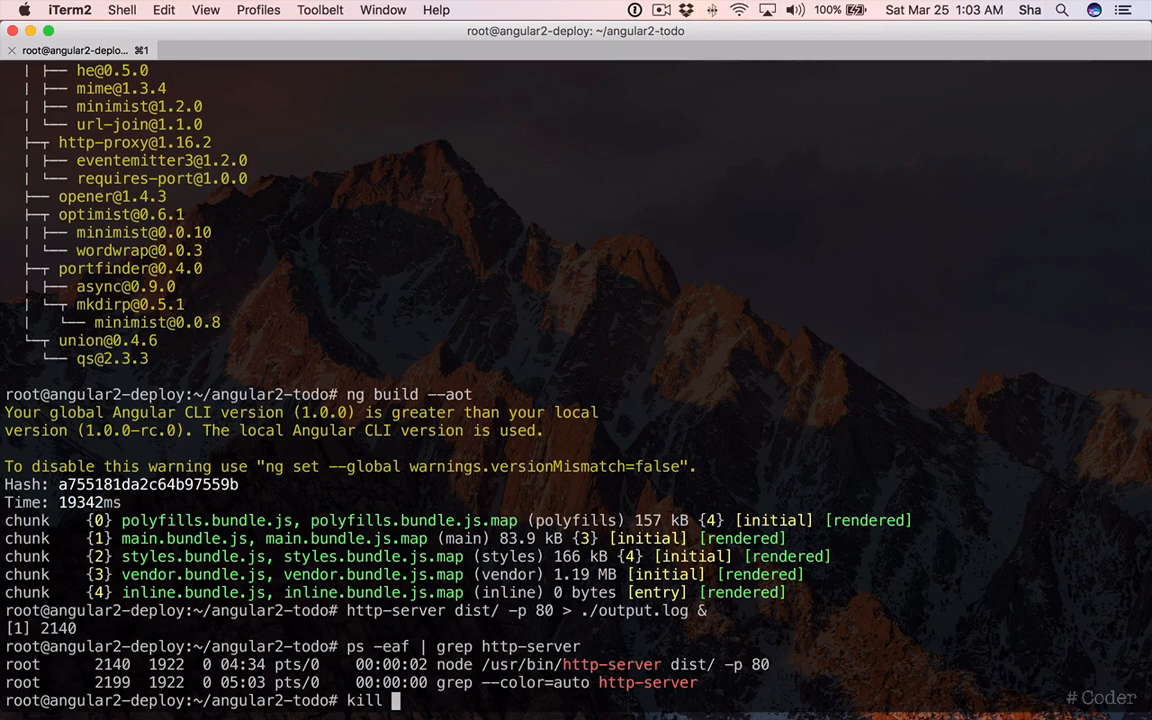 iTerm2 Shell Edit View Profiles Toolbelt Window Help 100% Sat Mar 25 1:03 AM Sha
root@angular2-deploy: ~/angular2-todo
root@angular2-deplo... ⌘1
│ ├── he@0.5.0
│ ├── mime@1.3.4
│ ├── minimist@1.2.0
│ └── url-join@1.1.0
├─┬ http-proxy@1.16.2
│ ├── eventemitter3@1.2.0
│ └── requires-port@1.0.0
├── opener@1.4.3
├─┬ optimist@0.6.1
│ ├── minimist@0.0.10
│ └── wordwrap@0.0.3
├─┬ portfinder@0.4.0
│ ├── async@0.9.0
│ └─┬ mkdirp@0.5.1
│   └── minimist@0.0.8
└─┬ union@0.4.6
  └── qs@2.3.3
root@angular2-deploy:~/angular2-todo# ng build --aot
Your global Angular CLI version (1.0.0) is greater than your local
version (1.0.0-rc.0). The local Angular CLI version is used.
To disable this warning use "ng set --global warnings.versionMismatch=false".
Hash: a755181da2c64b97559b
Time: 19342ms
chunk {0} polyfills.bundle.js, polyfills.bundle.js.map (polyfills) 157 kB {4} [initial] [rendered]
chunk {1} main.bundle.js, main.bundle.js.map (main) 83.9 kB {3} [initial] [rendered]
chunk {2} styles.bundle.js, styles.bundle.js.map (styles) 166 kB {4} [initial] [rendered]
chunk {3} vendor.bundle.js, vendor.bundle.js.map (vendor) 1.19 MB [initial] [rendered]
chunk {4} inline.bundle.js, inline.bundle.js.map (inline) 0 bytes [entry] [rendered]
root@angular2-deploy:~/angular2-todo# http-server dist/ -p 80 > ./output.log &
[1] 2140
root@angular2-deploy:~/angular2-todo# ps -eaf | grep http-server
root 2140 1922 0 04:34 pts/0 00:00:02 node /usr/bin/http-server dist/ -p 80
root 2199 1922 0 05:03 pts/0 00:00:00 grep --color=auto http-server
root@angular2-deploy:~/angular2-todo# kill
# Coder